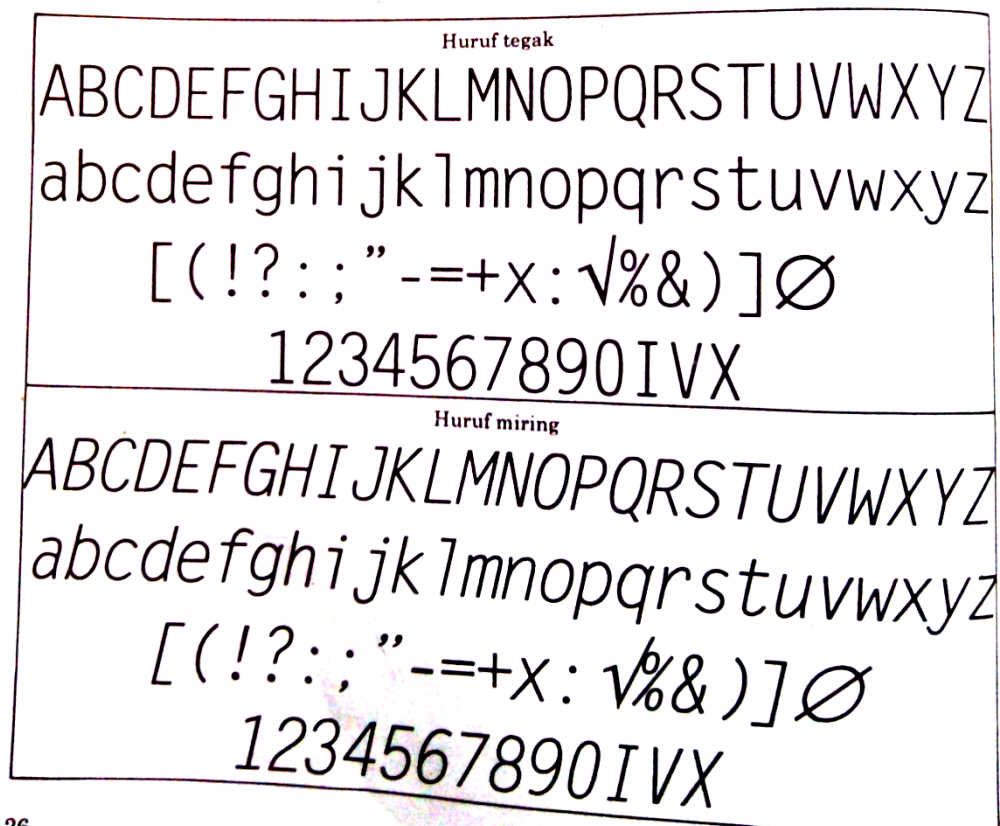 Huruf tegak
ABCDEFGHIJKLMNOPQRSTUVWXYZ
abcdefghijklmnopqrstuvwxyz
[(!?:;”-=+x:√%&)]Ø
1234567890IVX
Huruf miring
ABCDEFGHIJKLMNOPQRSTUVWXYZ
abcdefghijklmnopqrstuvwxyz
[(!?:;”-=+x:√%&)]Ø
1234567890IVX